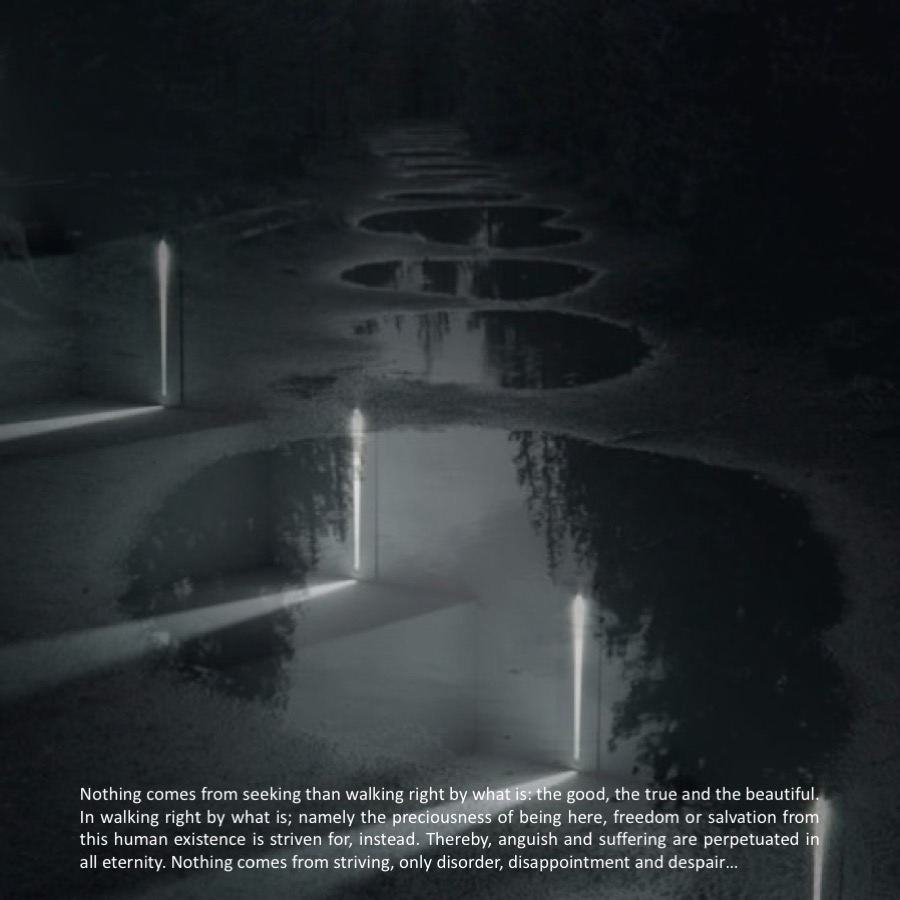 Nothing comes from seeking than walking right by what is: the good, the true and the beautiful.
In walking right by what is; namely the preciousness of being here, freedom or salvation from
this human existence is striven for, instead. Thereby, anguish and suffering are perpetuated in
all eternity. Nothing comes from striving, only disorder, disappointment and despair...